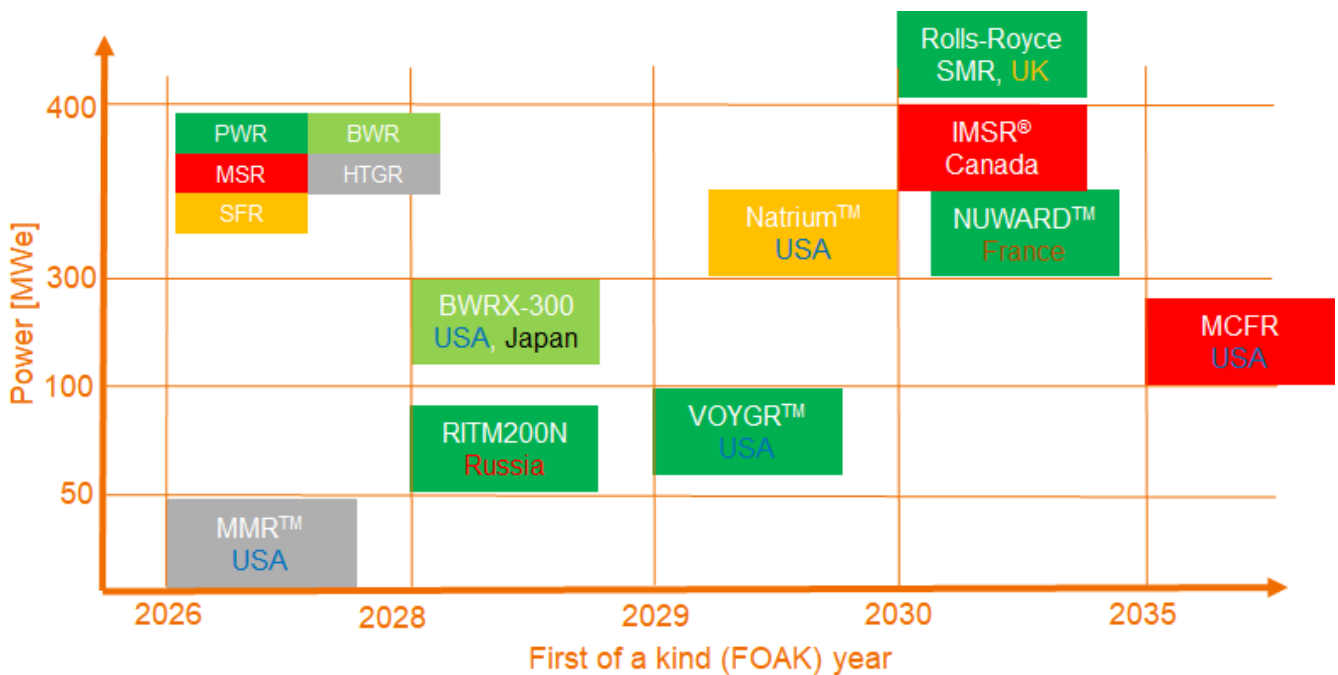 Rolls-Royce
SMR, UK
400
PWR
BWR
IMSR®
Canada
MSR
HTGR
SFR
Natrium™
USA
NUWARD™
France
Power [MWe]
300
BWRX-300
USA, Japan
MCFR
USA
100
RITM200N
Russia
VOYGR™
USA
50
MMR™
USA
2026
2028
2029
2030
2035
First of a kind (FOAK) year